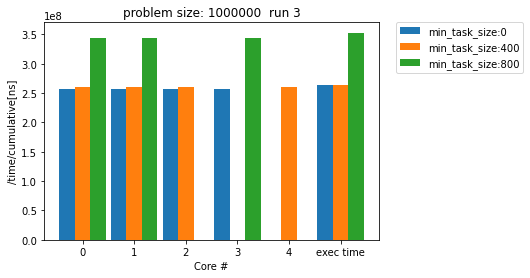 problem size: 1000000  run 3
1e8
3.5
3.0
2.5
2.0
1.5
1.0
0.5
0.0
/time/cumulative[ns]
0 1 2 3 4 exec time
Core #
min_task_size:0
min_task_size:400
min_task_size:800